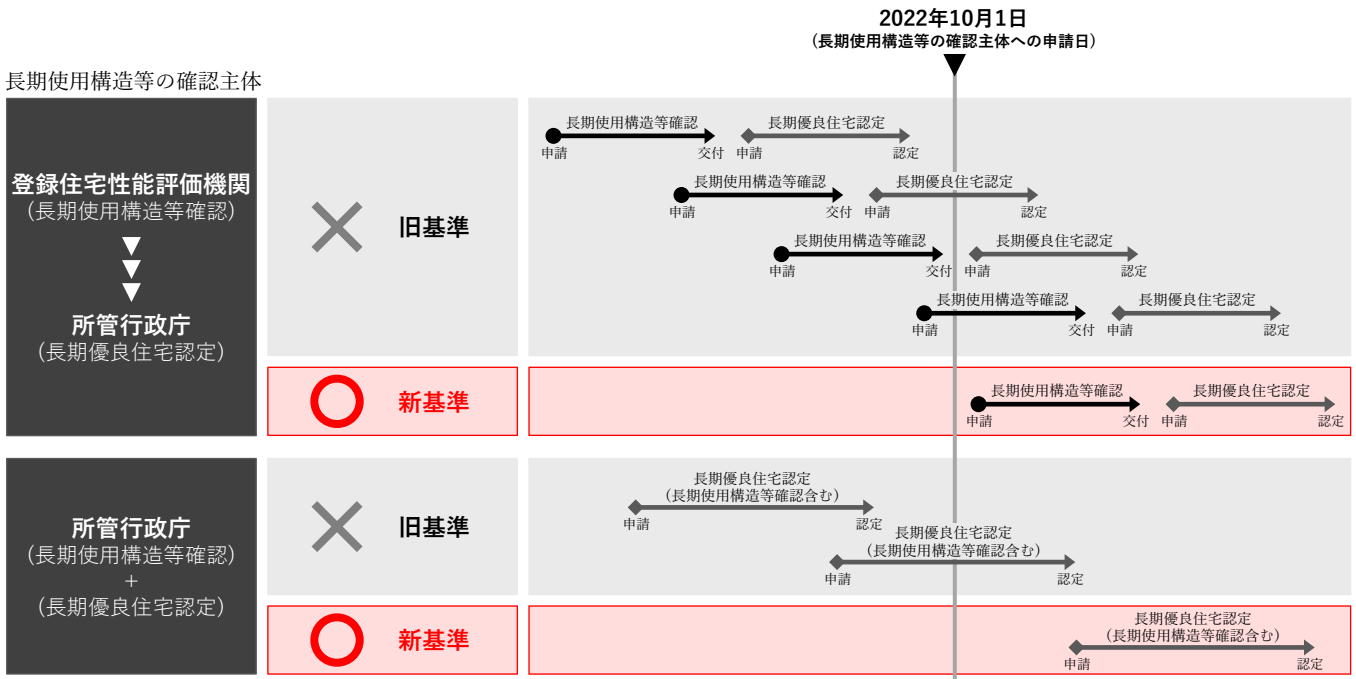 2022年10月1日
(長期使用構造等の確認主体への申請日)
長期使用構造等の確認主体
登録住宅性能評価機関
(長期使用構造等確認)
所管行政庁
(長期優良住宅認定)
旧基準
長期使用構造等確認 長期優良住宅認定
申請 交付 申請 認定
長期使用構造等確認 長期優良住宅認定
申請 交付 申請 認定
長期使用構造等確認 長期優良住宅認定
申請 交付 申請 認定
長期使用構造等確認 長期優良住宅認定
申請 交付 申請 認定
新基準
長期使用構造等確認 長期優良住宅認定
申請 交付 申請 認定
所管行政庁
(長期使用構造等確認)
+
(長期優良住宅認定)
旧基準
長期優良住宅認定
(長期使用構造等確認含む)
申請 認定
長期優良住宅認定
(長期使用構造等確認含む)
申請 認定
新基準
長期優良住宅認定
(長期使用構造等確認含む)
申請 認定